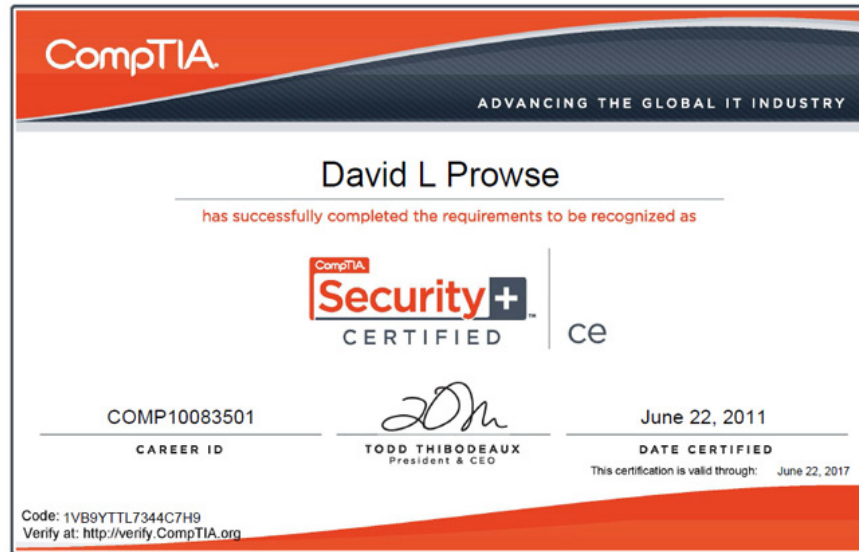 CompTIA.
ADVANCING THE GLOBAL IT INDUSTRY
David L Prowse
has successfully completed the requirements to be recognized as
CompTIA
Security+™
CERTIFIED
ce
COMP10083501
CAREER ID
TODD THIBODEAUX
President & CEO
June 22, 2011
DATE CERTIFIED
This certification is valid through: June 22, 2017
Code: 1VB9YTTL7344C7H9
Verify at: http://verify.CompTIA.org